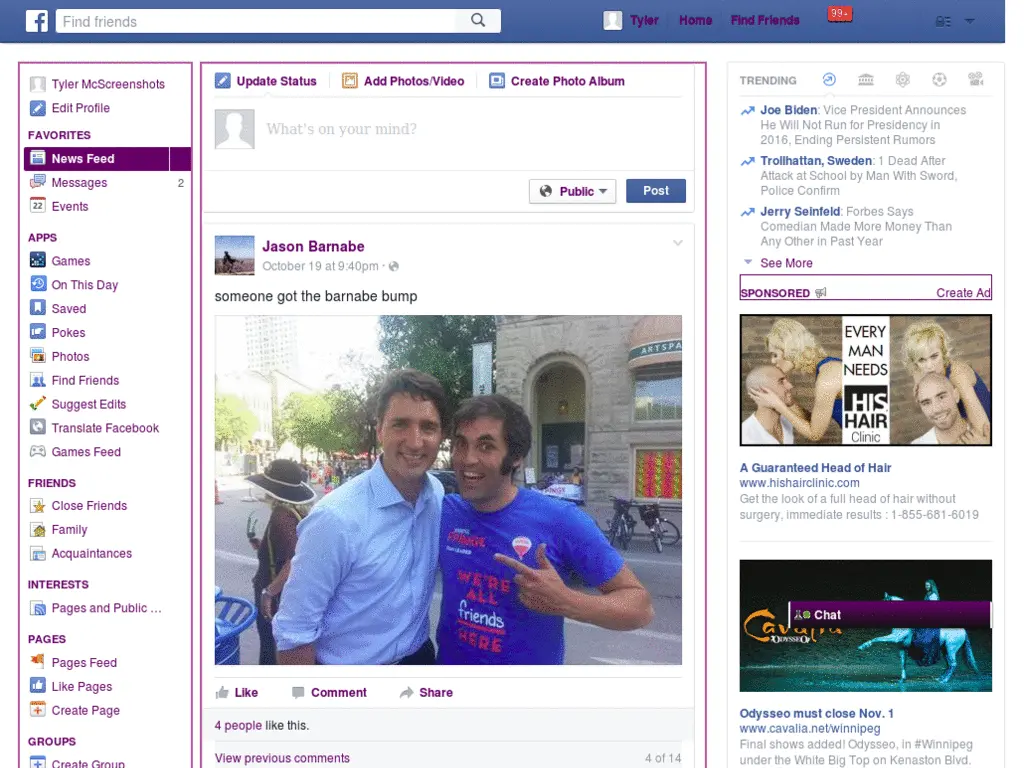 Find friends
Tyler
Home
Find Friends
99+
Tyler McScreenshots
Edit Profile
FAVORITES
News Feed
Messages 2
Events
APPS
Games
On This Day
Saved
Pokes
Photos
Find Friends
Suggest Edits
Translate Facebook
Games Feed
FRIENDS
Close Friends
Family
Acquaintances
INTERESTS
Pages and Public ...
PAGES
Pages Feed
Like Pages
Create Page
GROUPS
Create Group
Update Status
Add Photos/Video
Create Photo Album
What's on your mind?
Public
Post
Jason Barnabe
October 19 at 9:40pm ·
someone got the barnabe bump
ARTSPA
WE'RE
ALL
friends
HERE
Like
Comment
Share
4 people like this.
View previous comments
4 of 14
TRENDING
Joe Biden: Vice President Announces
He Will Not Run for Presidency in
2016, Ending Persistent Rumors
Trollhattan, Sweden: 1 Dead After
Attack at School by Man With Sword,
Police Confirm
Jerry Seinfeld: Forbes Says
Comedian Made More Money Than
Any Other in Past Year
See More
SPONSORED
Create Ad
EVERY
MAN
NEEDS
HIS
HAIR
Clinic
A Guaranteed Head of Hair
www.hishairclinic.com
Get the look of a full head of hair without
surgery, immediate results : 1-855-681-6019
Chat
Cavalia
ODYSSEO
Odysseo must close Nov. 1
www.cavalia.net/winnipeg
Final shows added! Odysseo, in #Winnipeg
under the White Big Top on Kenaston Blvd.